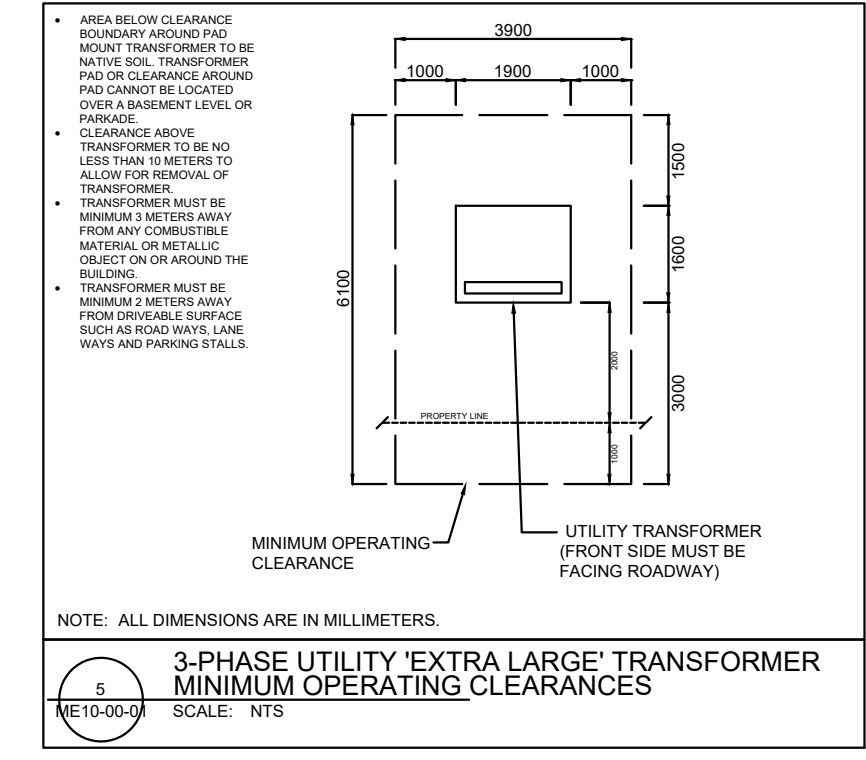 • AREA BELOW CLEARANCE
BOUNDARY AROUND PAD
MOUNT TRANSFORMER TO BE
NATIVE SOIL. TRANSFORMER
PAD OR CLEARANCE AROUND
PAD CANNOT BE LOCATED
OVER A BASEMENT LEVEL OR
PARKADE.
• CLEARANCE ABOVE
TRANSFORMER TO BE NO
LESS THAN 10 METERS TO
ALLOW FOR REMOVAL OF
TRANSFORMER.
• TRANSFORMER MUST BE
MINIMUM 3 METERS AWAY
FROM ANY COMBUSTIBLE
MATERIAL OR METALLIC
OBJECT ON OR AROUND THE
BUILDING.
• TRANSFORMER MUST BE
MINIMUM 2 METERS AWAY
FROM DRIVEABLE SURFACE
SUCH AS ROAD WAYS, LANE
WAYS AND PARKING STALLS.
3900
1000 1900 1000
1500
1600
6100
2000
3000
PROPERTY LINE
1000
MINIMUM OPERATING
CLEARANCE
UTILITY TRANSFORMER
(FRONT SIDE MUST BE
FACING ROADWAY)
NOTE: ALL DIMENSIONS ARE IN MILLIMETERS.
5
ME10-00-01
3-PHASE UTILITY 'EXTRA LARGE' TRANSFORMER
MINIMUM OPERATING CLEARANCES
SCALE: NTS